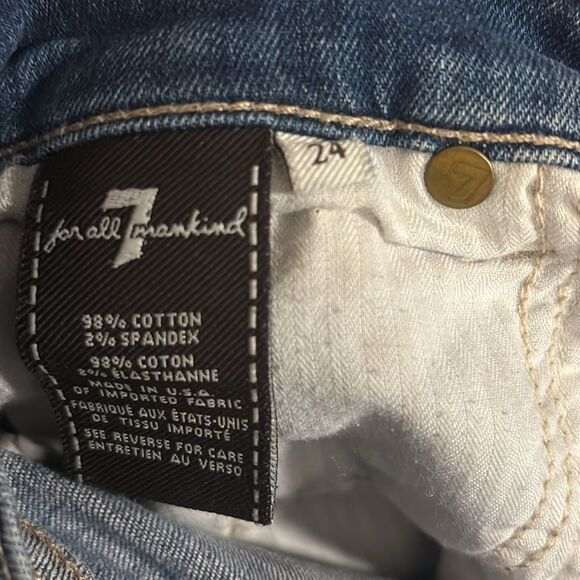 24
7
for all 7 mankind
98% COTTON
2% SPANDEX
98% COTON
2% ÉLASTHANNE
MADE IN U.S.A
OF IMPORTED FABRIC
FABRIQUÉ AUX ÉTATS-UNIS
DE TISSU IMPORTÉ
SEE REVERSE FOR CARE
ENTRETIEN AU VERSO